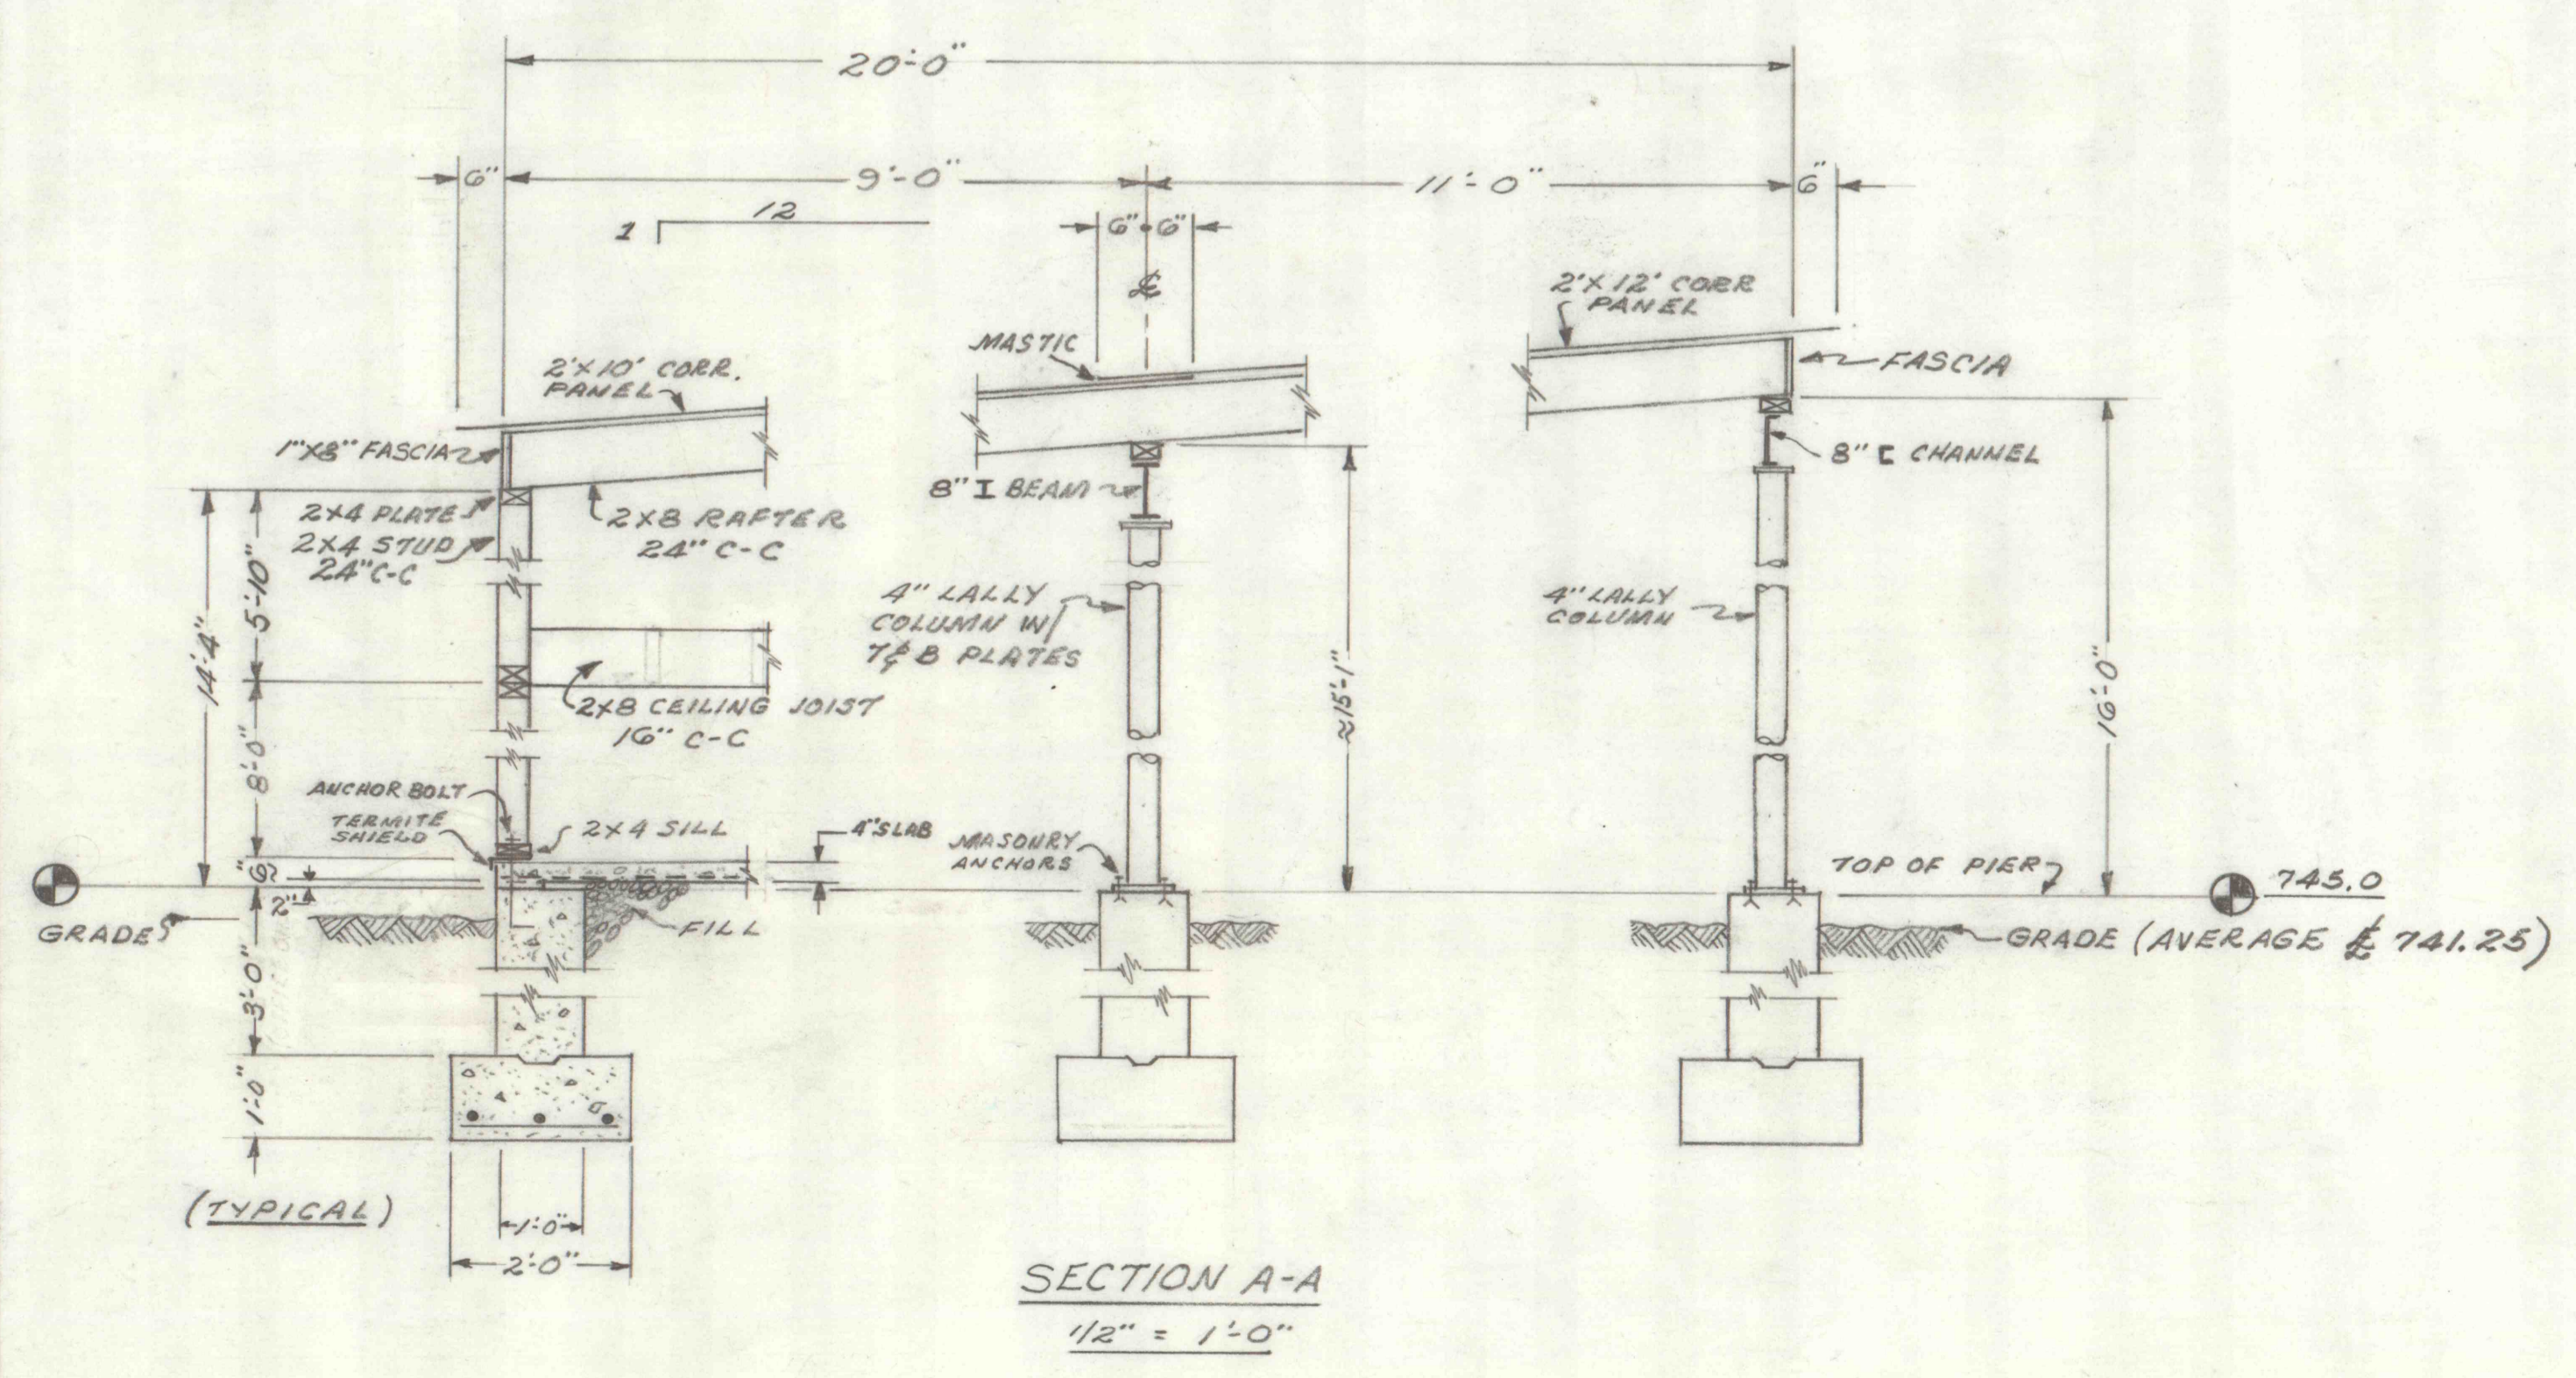 20'-0"
6"
9'-0"
11'-0"
6"
12
1
6" 6"
℄
2'X12' CORR
PANEL
MASTIC
FASCIA
2'X10' CORR.
PANEL
1"X8" FASCIA
8" I BEAM
8" [ CHANNEL
2X4 PLATE
2X4 STUD
24" C-C
2X8 RAFTER
24" C-C
4" LALLY
COLUMN W/
T & B PLATES
4" LALLY
COLUMN
14'-4"
5'-10"
≈15'-1"
16'-0"
2X8 CEILING JOIST
16" C-C
8'-0"
ANCHOR BOLT
TERMITE
SHIELD
2X4 SILL
4" SLAB
MASONRY
ANCHORS
TOP OF PIER
745.0
6"
2"
GRADE
FILL
GRADE (AVERAGE ℄ 741.25)
3'-0"
1'-0"
(TYPICAL)
1'-0"
2'-0"
SECTION A-A
1/2" = 1'-0"